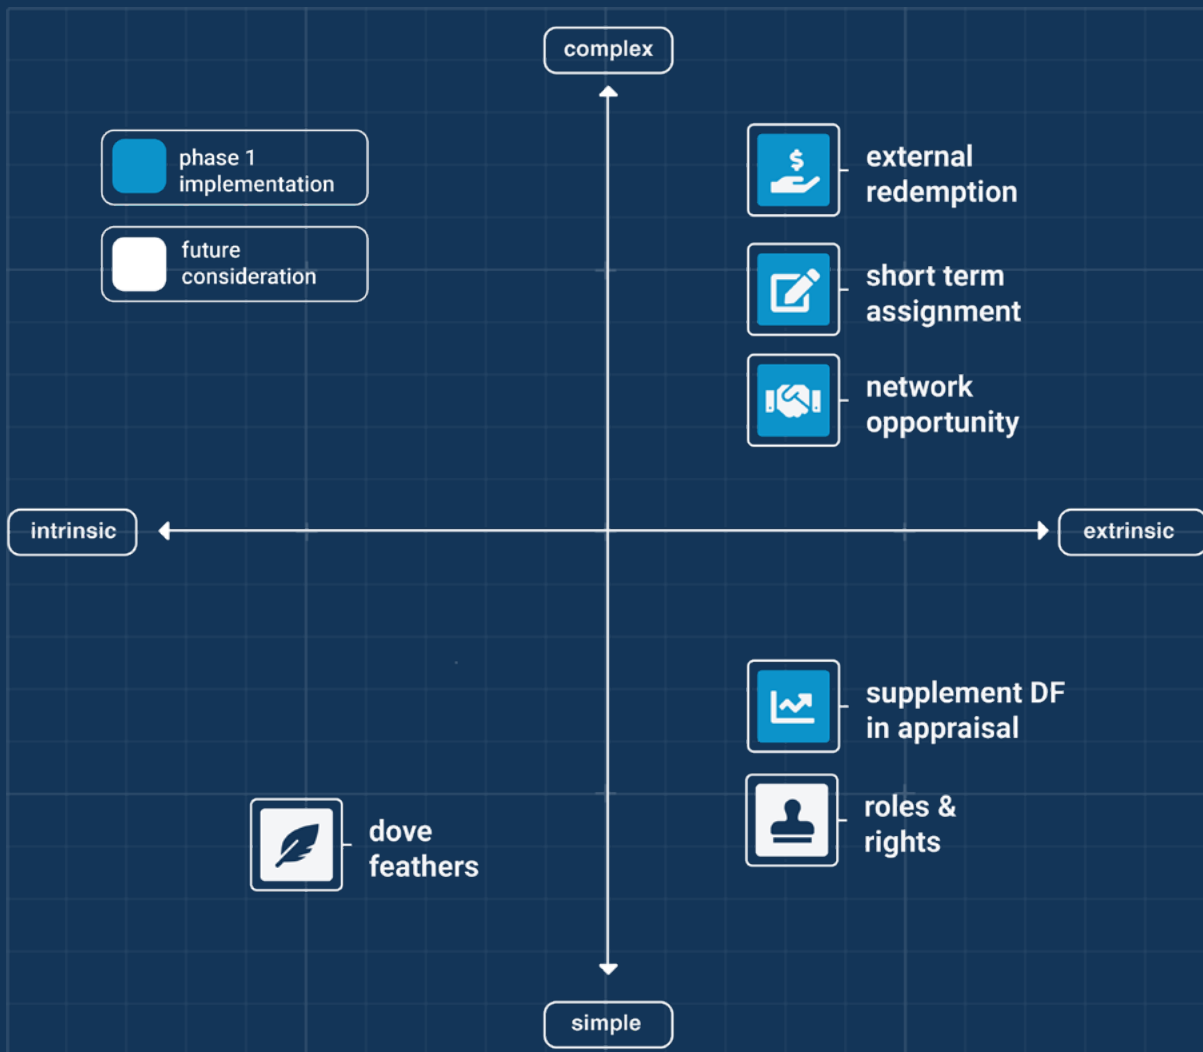 complex
phase 1
implementation
future
consideration
$
external
redemption
short term
assignment
network
opportunity
intrinsic
extrinsic
supplement DF
in appraisal
roles &
rights
dove
feathers
simple